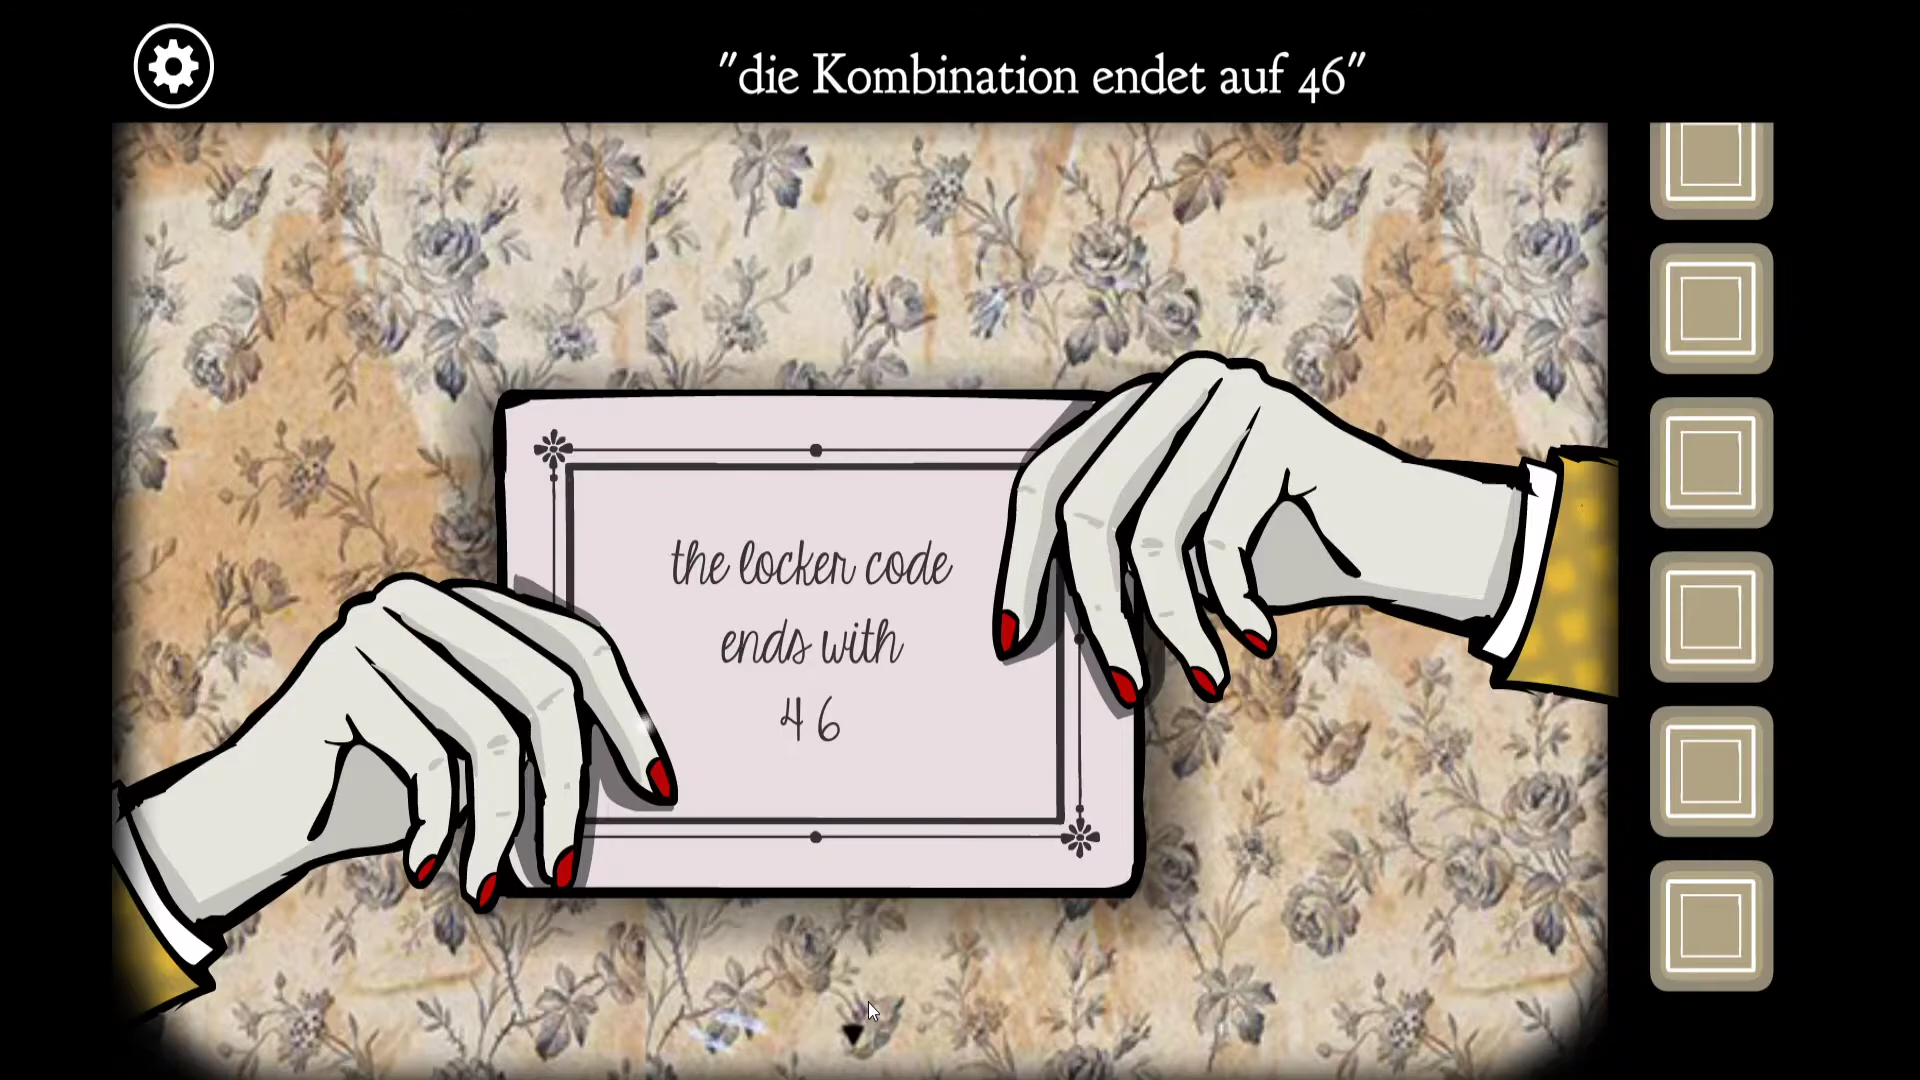 "die Kombination endet auf 46"
the locker code
ends with
46